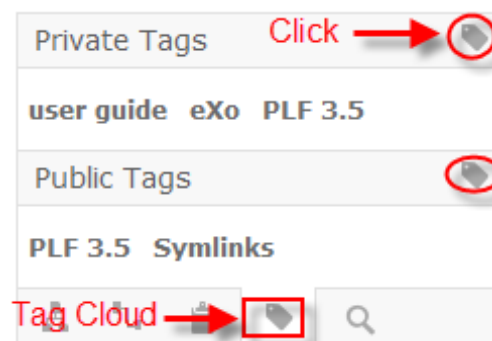 Private Tags Click
user guide eXo PLF 3.5
Public Tags
PLF 3.5 Symlinks
Tag Cloud